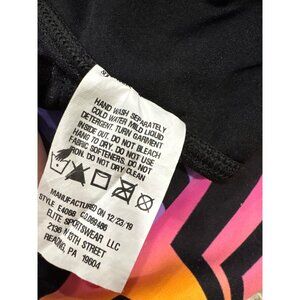 HAND WASH SEPARATELY
COLD WATER MILD LIQUID
DETERGENT. TURN GARMENT
INSIDE OUT. DO NOT BLEACH
HANG TO DRY. DO NOT USE
FABRIC SOFTENERS. DO NOT
IRON. DO NOT DRY CLEAN
MANUFACTURED ON 12/23/19
STYLE E4068
ELITE SPORTSWEAR LLC
2136 N 13TH STREET
READING, PA 19604